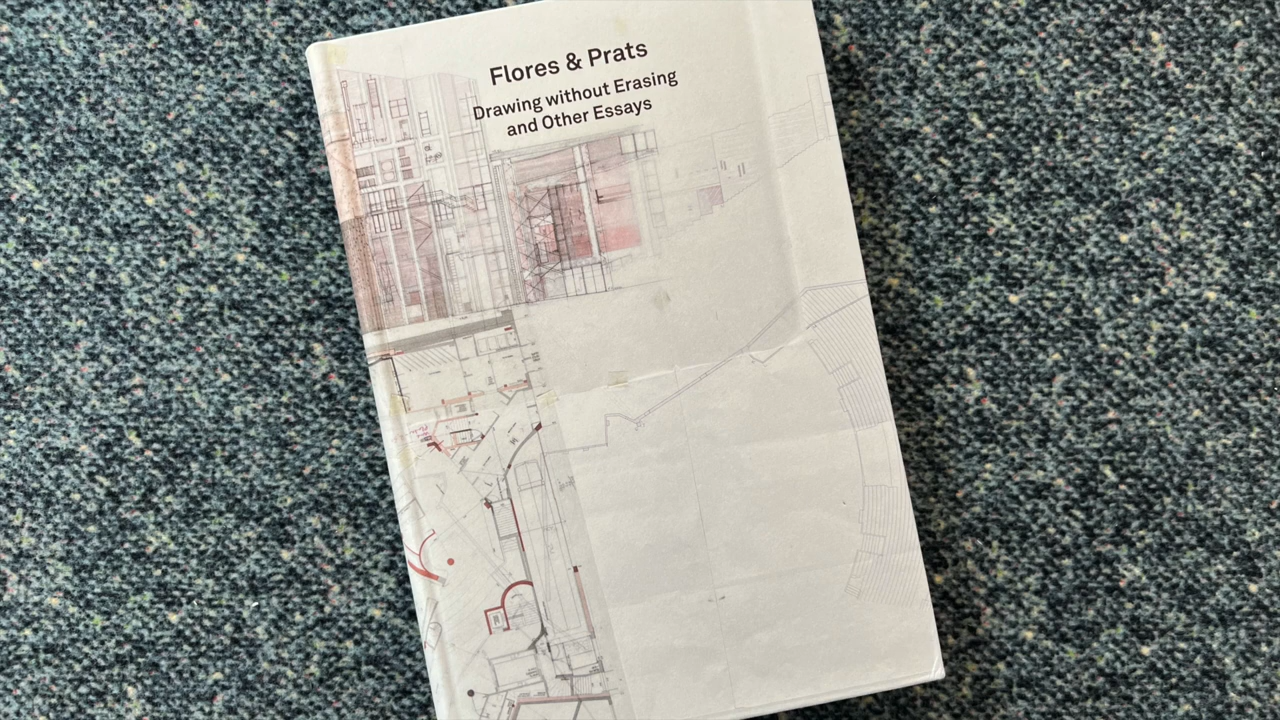 Flores & Prats
Drawing without Erasing
and Other Essays